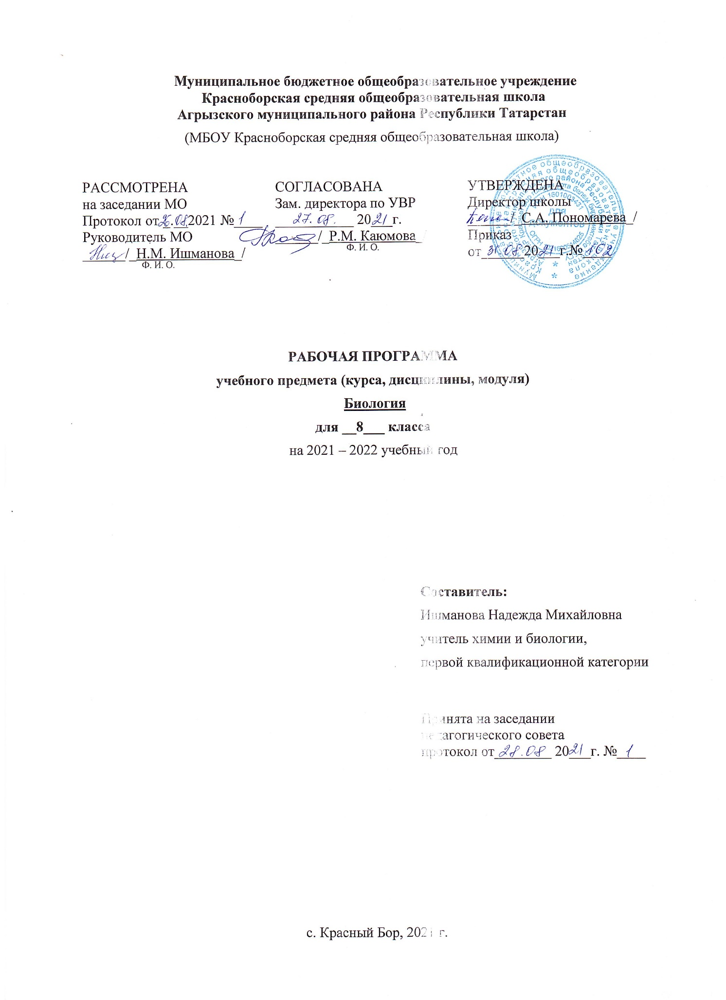 Муниципальное бюджетное общеобразовательное учреждение
Красноборская средняя общеобразовательная школа
Агрызского муниципального района Республики Татарстан
(МБОУ Красноборская средняя общеобразовательная школа)
РАССМОТРЕНА
на заседании МО
Протокол от 26.08.2021 № 1
Руководитель МО
/ Н.М. Ишманова /
Ф. И. О.
СОГЛАСОВАНА
Зам. директора по УВР
27. 08. 2021 г.
/ Р.М. Каюмова
Ф. И. О.
УТВЕРЖДЕНА
Директор школы
/ С.А. Пономарева /
Приказ
от 31 08 2021 г.№ 102
ИНН 1601003431
для
документов
РАБОЧАЯ ПРОГРАММА
учебного предмета (курса, дисциплины, модуля)
Биология
для __8___ класса
на 2021 – 2022 учебный год
Составитель:
Ишманова Надежда Михайловна
учитель химии и биологии,
первой квалификационной категории
Принята на заседании
педагогического совета
протокол от 28.08 2021 г. № 1
с. Красный Бор, 2021 г.